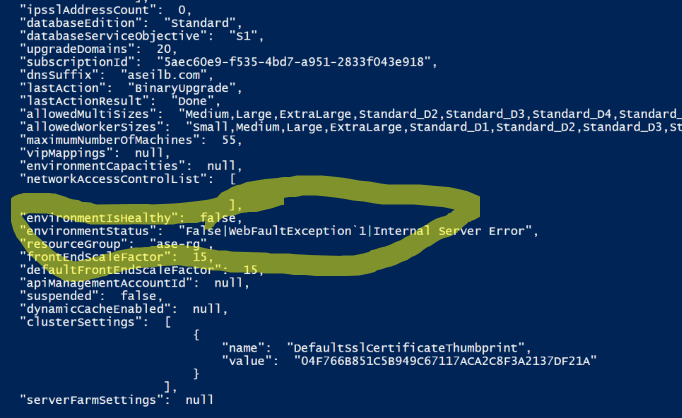 "ipsslAddressCount": 0,
"databaseEdition": "Standard",
"databaseServiceObjective": "S1",
"upgradeDomains": 20,
"subscriptionId": "5aec60e9-f535-4bd7-a951-2833f043e918",
"dnsSuffix": "aseilb.com",
"lastAction": "BinaryUpgrade",
"lastActionResult": "Done",
"allowedMultiSizes": "Medium,Large,ExtraLarge,Standard_D2,Standard_D3,Standard_D4,Standard_
"allowedWorkerSizes": "Small,Medium,Large,ExtraLarge,Standard_D1,Standard_D2,Standard_D3,St
"maximumNumberOfMachines": 55,
"vipMappings": null,
"environmentCapacities": null,
"networkAccessControlList": [
],
"environmentIsHealthy": false,
"environmentStatus": "False|WebFaultException`1|Internal Server Error",
"resourceGroup": "ase-rg",
"frontEndScaleFactor": 15,
"defaultFrontEndScaleFactor": 15,
"apiManagementAccountId": null,
"suspended": false,
"dynamicCacheEnabled": null,
"clusterSettings": [
{
"name": "DefaultSslCertificateThumbprint",
"value": "04F766B851C5B949C67117ACA2C8F3A2137DF21A"
}
],
"serverFarmSettings": null